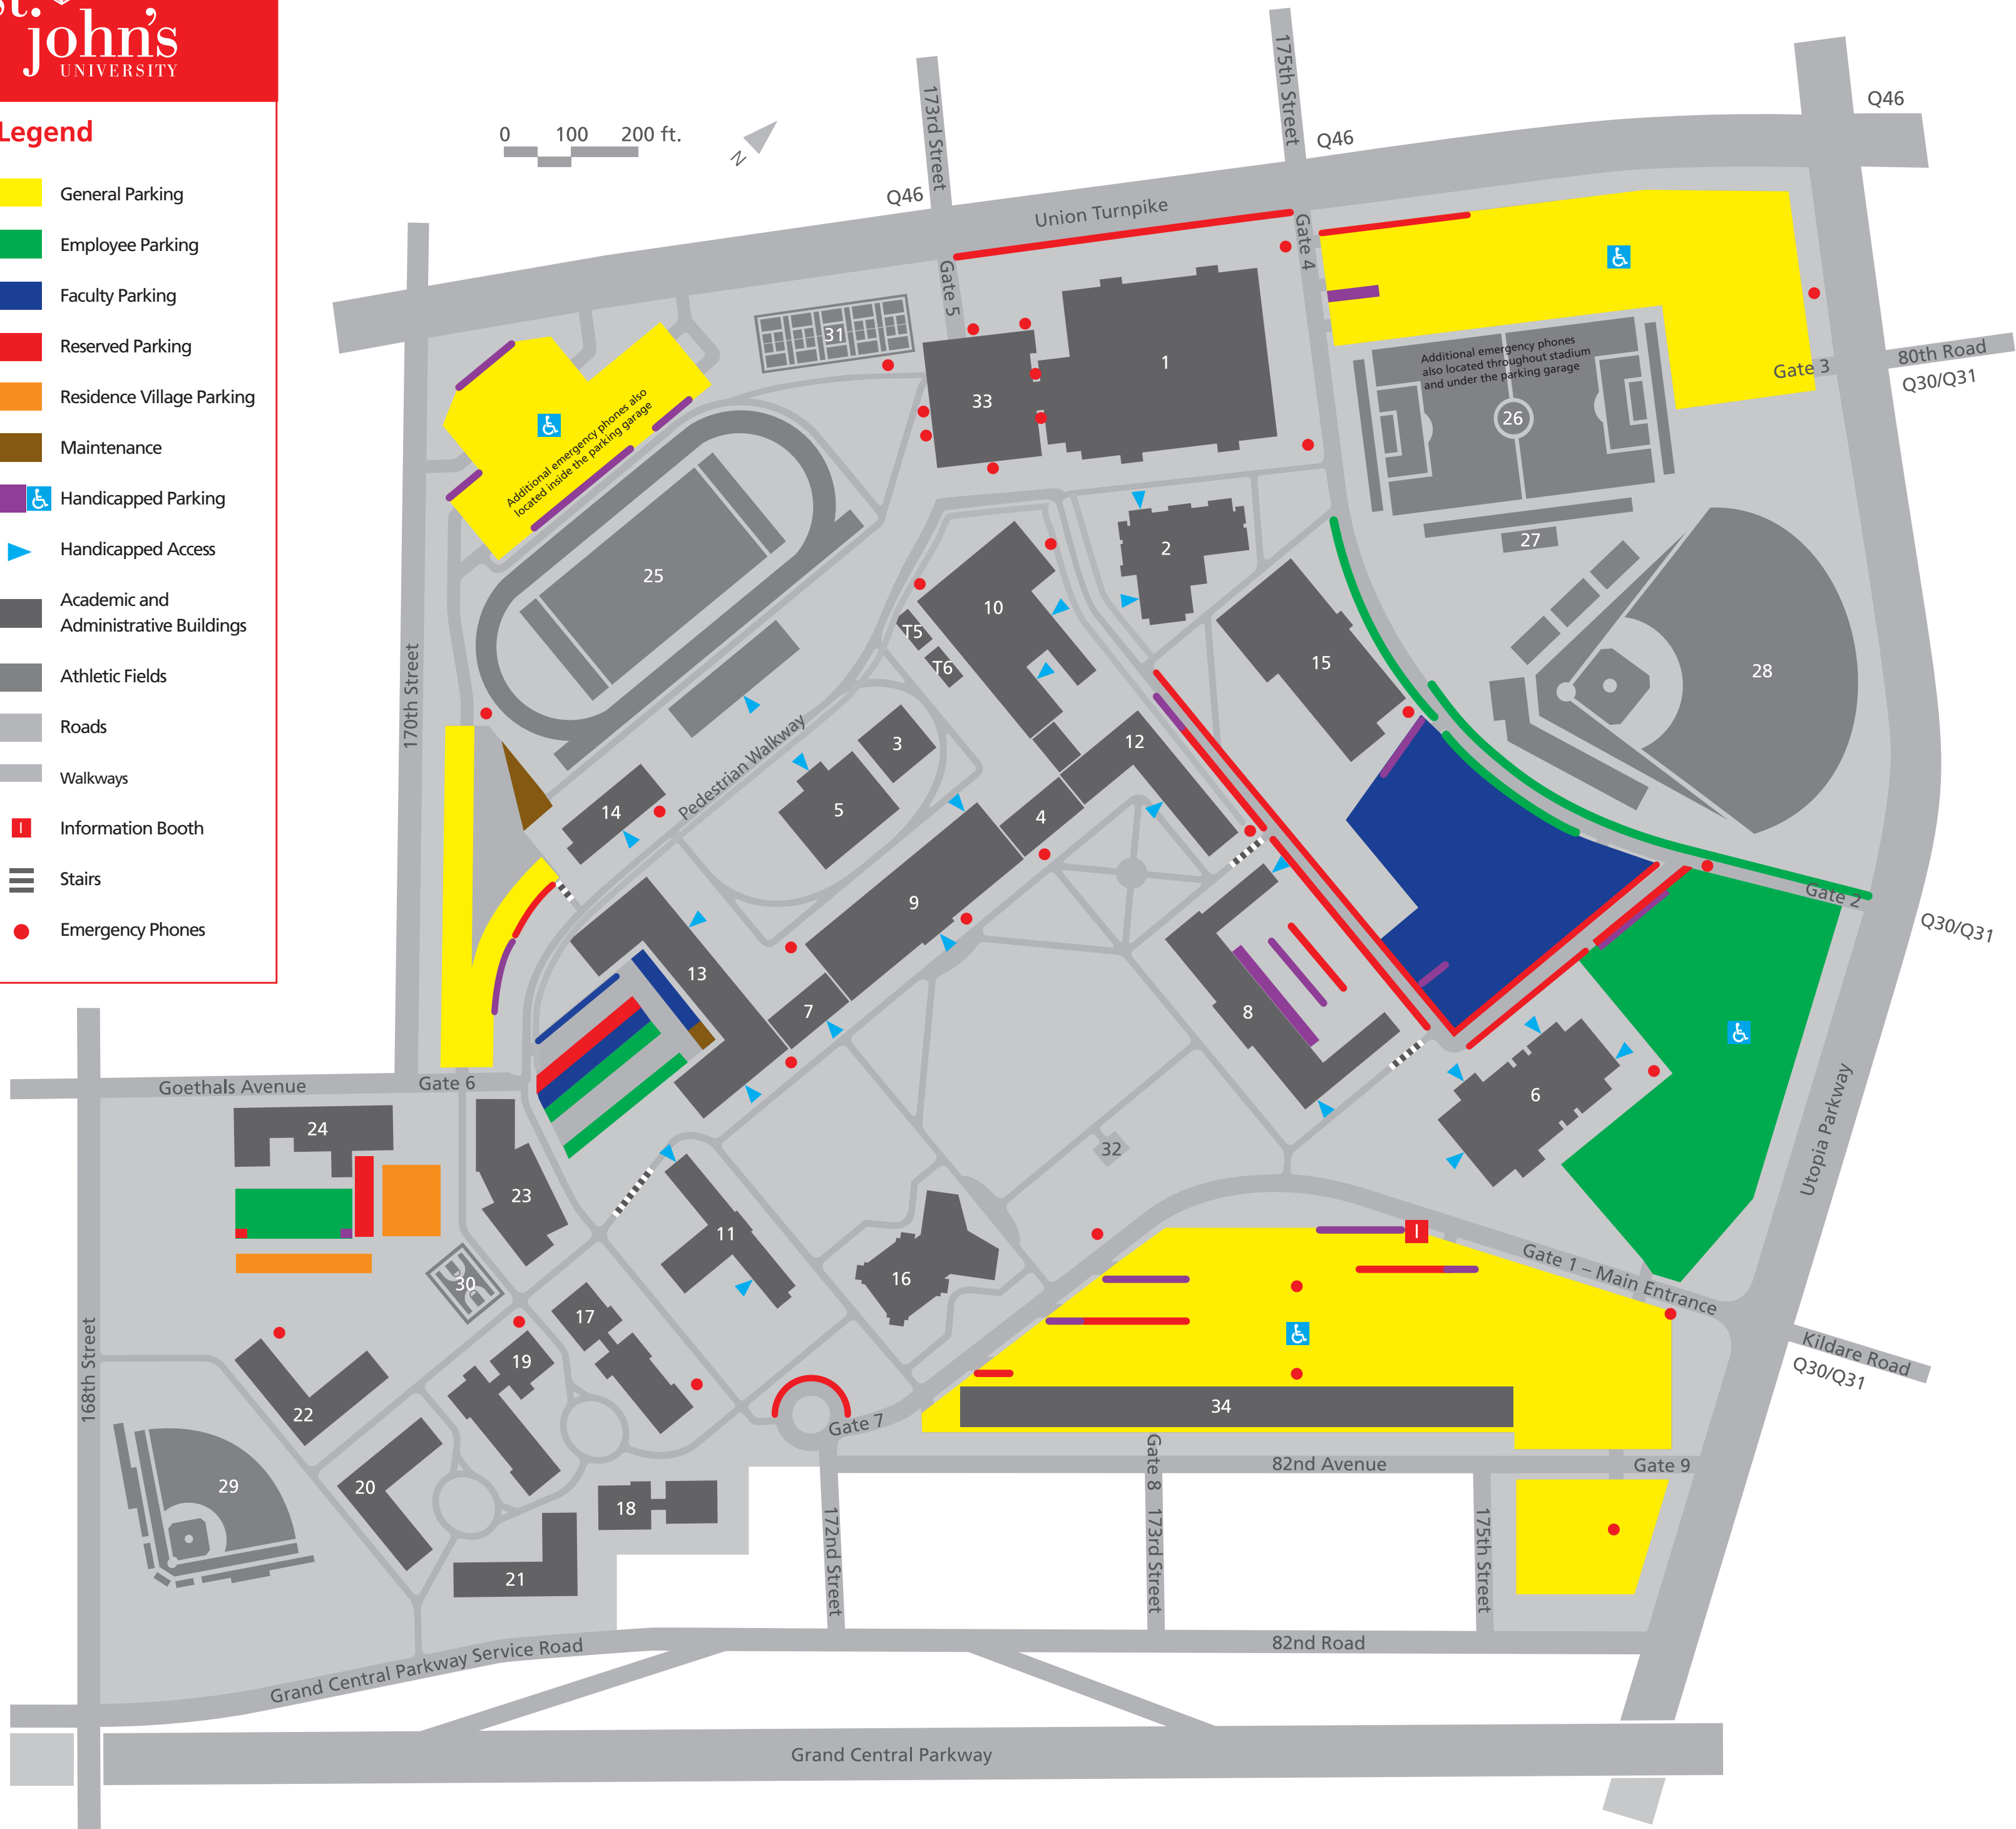 st.
john's
UNIVERSITY
Legend
General Parking
Employee Parking
Faculty Parking
Reserved Parking
Residence Village Parking
Maintenance
Handicapped Parking
Handicapped Access
Academic and
Administrative Buildings
Athletic Fields
Roads
Walkways
I
Information Booth
Stairs
Emergency Phones
0 100 200 ft.
N
173rd Street
175th Street
Q46
Q46
Q46
Union Turnpike
Gate 5
Gate 4
Gate 3
80th Road
Q30/Q31
31
33
1
Additional emergency phones
also located throughout stadium
and under the parking garage
26
27
Additional emergency phones also
located inside the parking garage
25
2
10
T5
T6
15
28
170th Street
Pedestrian Walkway
14
3
5
12
4
9
13
7
8
Gate 2
Q30/Q31
6
Utopia Parkway
Goethals Avenue
Gate 6
24
23
30
11
32
16
I
Gate 1 – Main Entrance
Kildare Road
Q30/Q31
17
19
22
20
29
18
21
168th Street
34
Gate 7
Gate 8
82nd Avenue
Gate 9
172nd Street
173rd Street
175th Street
82nd Road
Grand Central Parkway Service Road
Grand Central Parkway